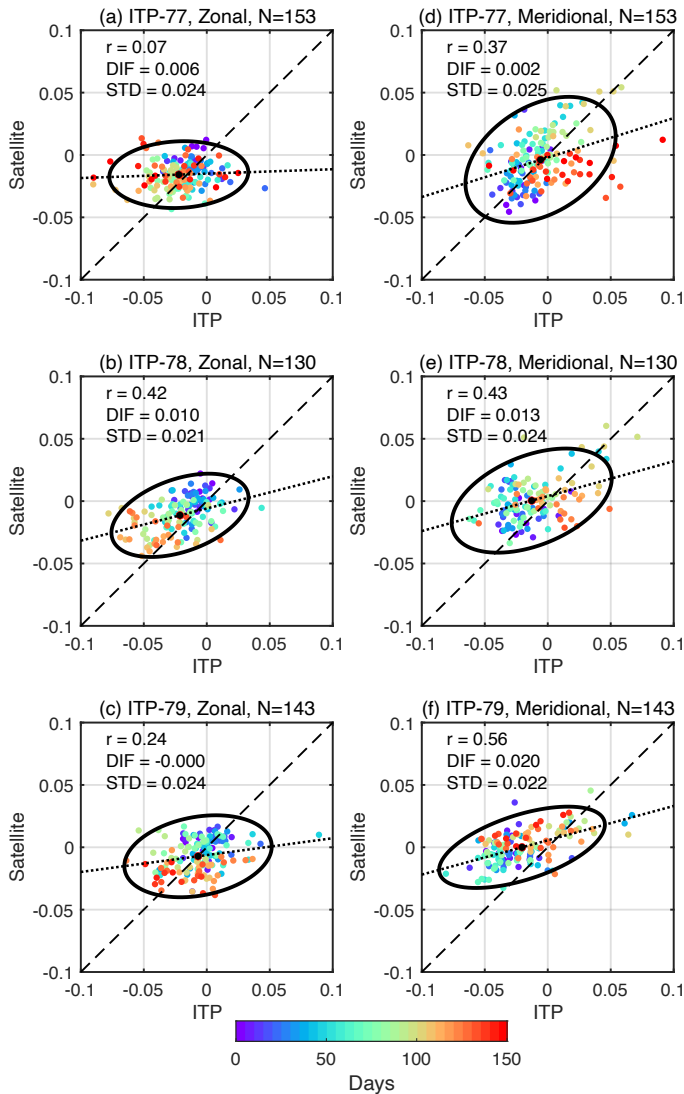 (a) ITP-77, Zonal, N=153
r = 0.07
DIF = 0.006
STD = 0.024
0.1
0.05
0
-0.05
-0.1
Satellite
-0.1 -0.05 0 0.05 0.1
ITP
(d) ITP-77, Meridional, N=153
r = 0.37
DIF = 0.002
STD = 0.025
0.1
0.05
0
-0.05
-0.1
Satellite
-0.1 -0.05 0 0.05 0.1
ITP
(b) ITP-78, Zonal, N=130
r = 0.42
DIF = 0.010
STD = 0.021
0.1
0.05
0
-0.05
-0.1
Satellite
-0.1 -0.05 0 0.05 0.1
ITP
(e) ITP-78, Meridional, N=130
r = 0.43
DIF = 0.013
STD = 0.024
0.1
0.05
0
-0.05
-0.1
Satellite
-0.1 -0.05 0 0.05 0.1
ITP
(c) ITP-79, Zonal, N=143
r = 0.24
DIF = -0.000
STD = 0.024
0.1
0.05
0
-0.05
-0.1
Satellite
-0.1 -0.05 0 0.05 0.1
ITP
(f) ITP-79, Meridional, N=143
r = 0.56
DIF = 0.020
STD = 0.022
0.1
0.05
0
-0.05
-0.1
Satellite
-0.1 -0.05 0 0.05 0.1
ITP
0 50 100 150
Days